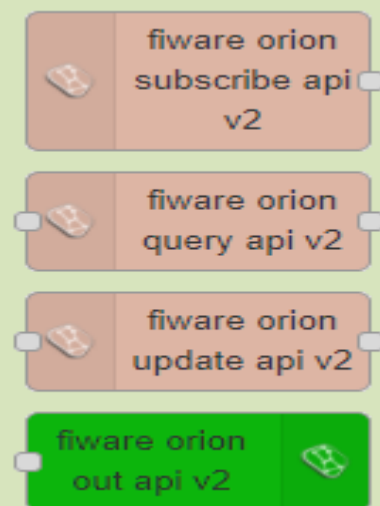 fiware orion
subscribe api
v2
fiware orion
query api v2
fiware orion
update api v2
fiware orion
out api v2